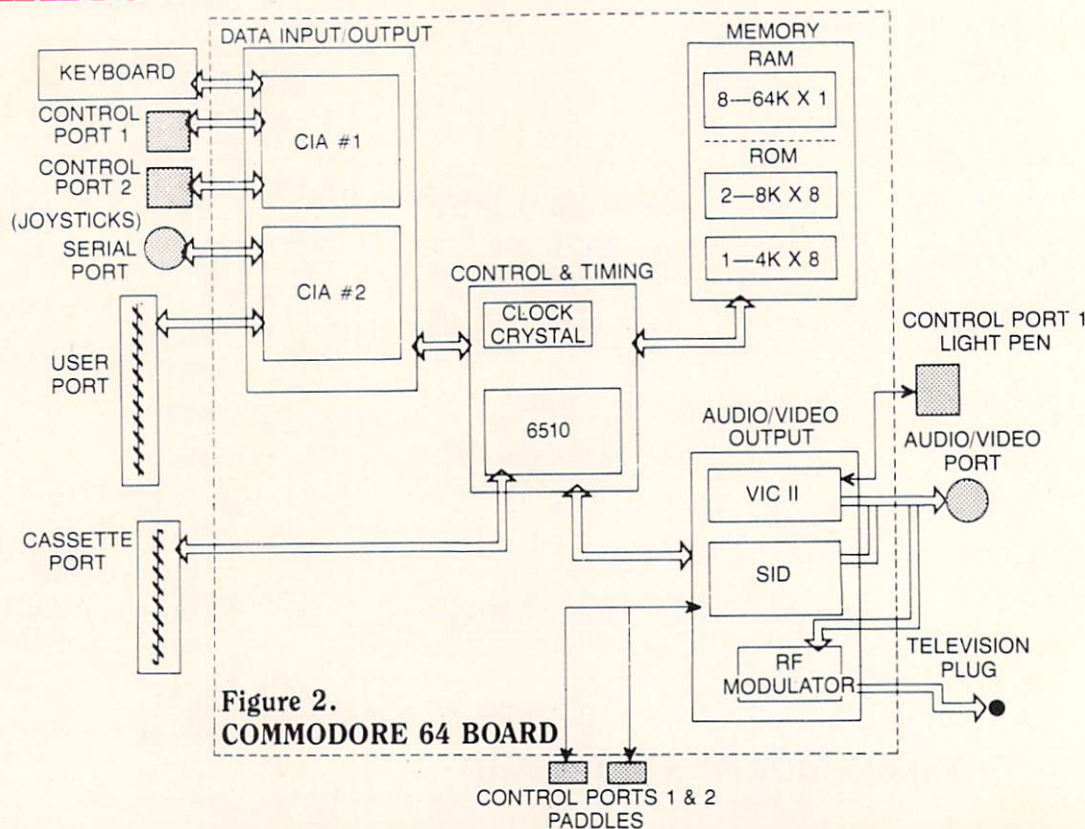 DATA INPUT/OUTPUT
KEYBOARD
CONTROL
PORT 1
CONTROL
PORT 2
(JOYSTICKS)
SERIAL
PORT
USER
PORT
CASSETTE
PORT
CIA #1
CIA #2
CONTROL & TIMING
CLOCK
CRYSTAL
6510
MEMORY
RAM
8—64K X 1
ROM
2—8K X 8
1—4K X 8
CONTROL PORT 1
LIGHT PEN
AUDIO/VIDEO
OUTPUT
VIC II
SID
RF
MODULATOR
AUDIO/VIDEO
PORT
TELEVISION
PLUG
Figure 2.
COMMODORE 64 BOARD
CONTROL PORTS 1 & 2
PADDLES